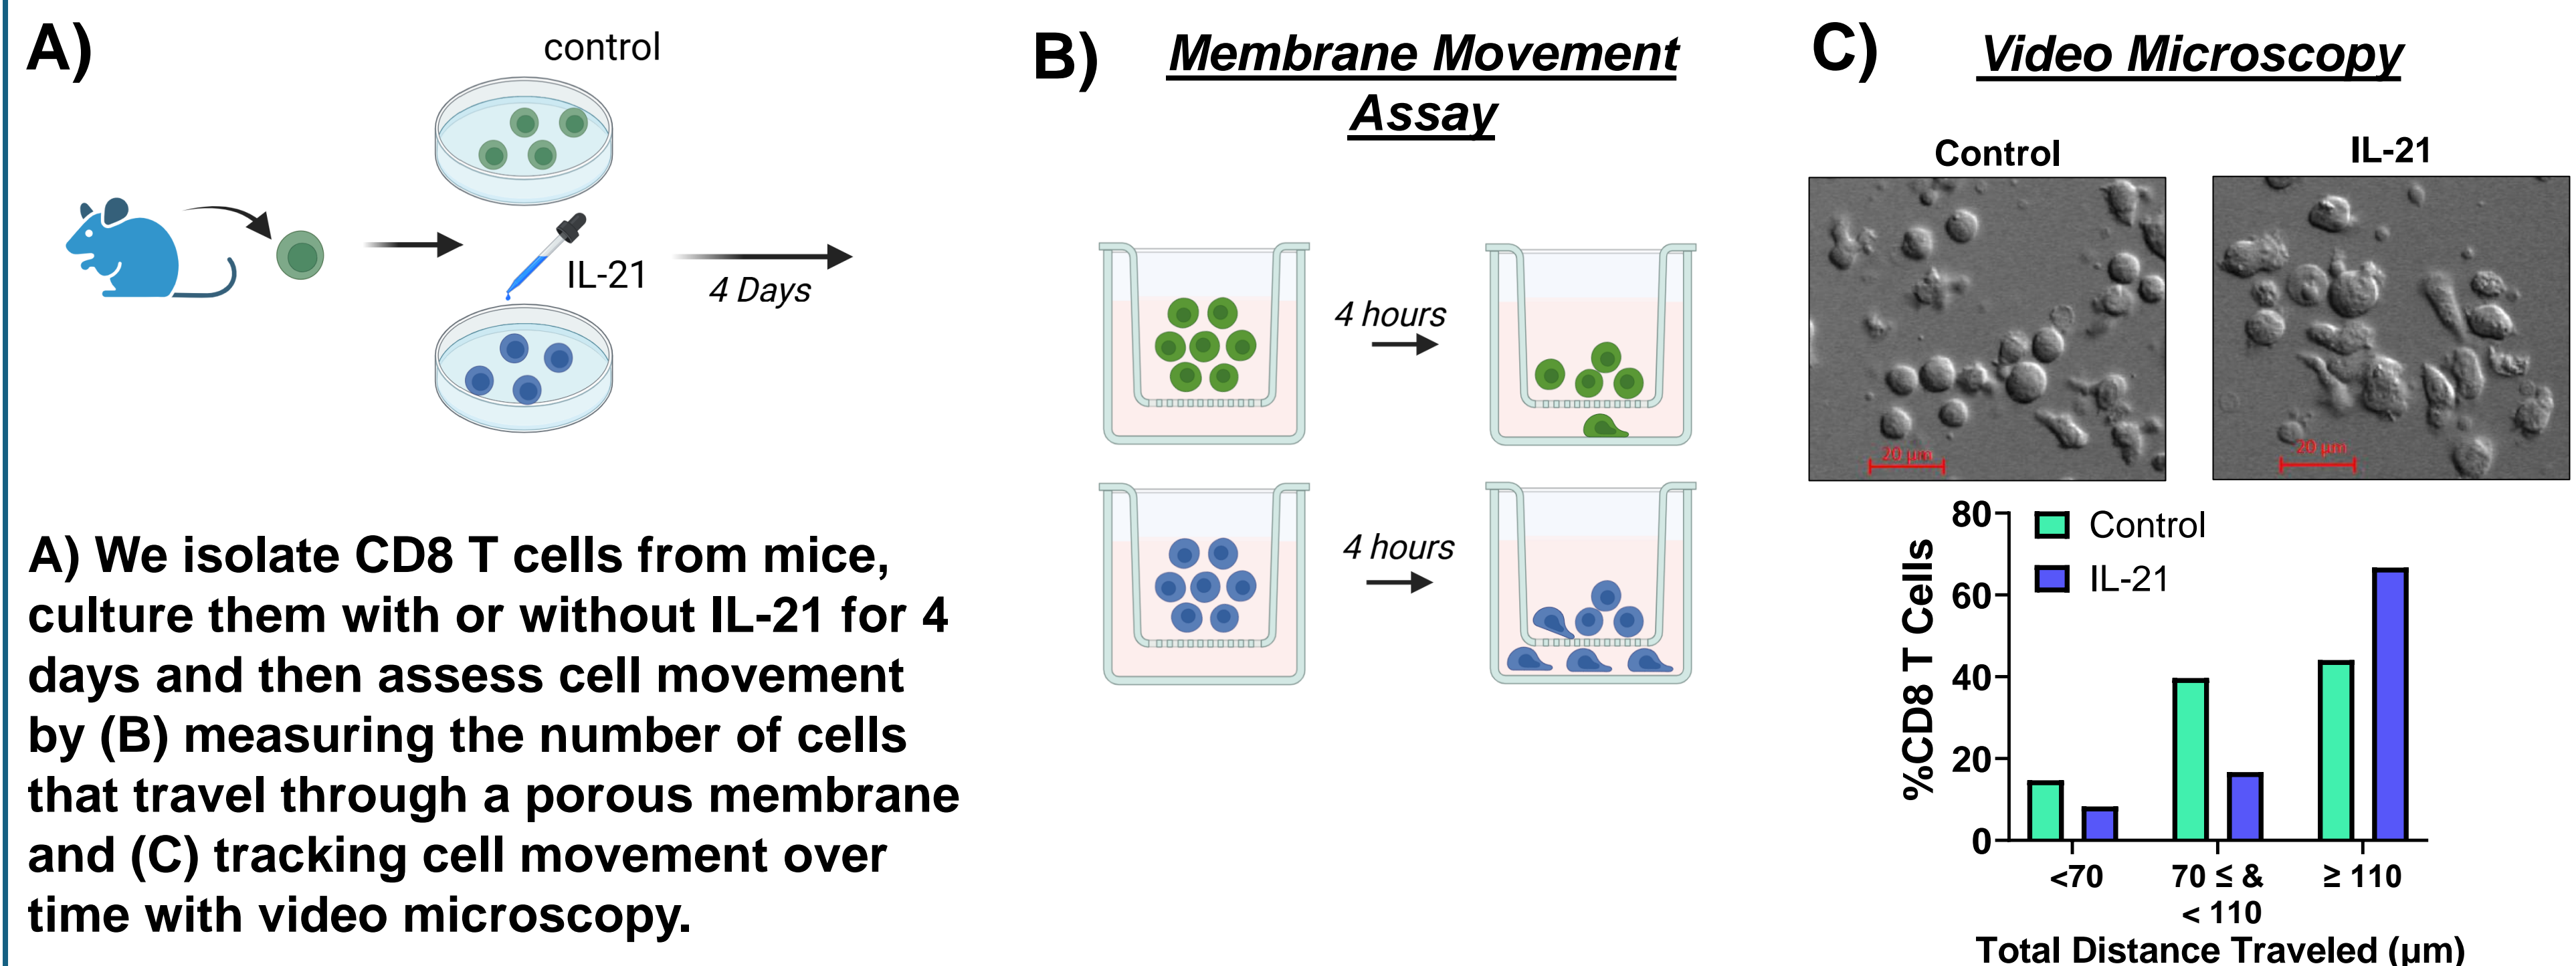 A)
control
IL-21
4 Days
A) We isolate CD8 T cells from mice,
culture them with or without IL-21 for 4
days and then assess cell movement
by (B) measuring the number of cells
that travel through a porous membrane
and (C) tracking cell movement over
time with video microscopy.
B)
Membrane Movement
Assay
4 hours
4 hours
C)
Video Microscopy
Control
IL-21
20 µm
20 µm
Control
IL-21
%CD8 T Cells
80
60
40
20
0
<70
70 ≤ &
< 110
≥ 110
Total Distance Traveled (µm)